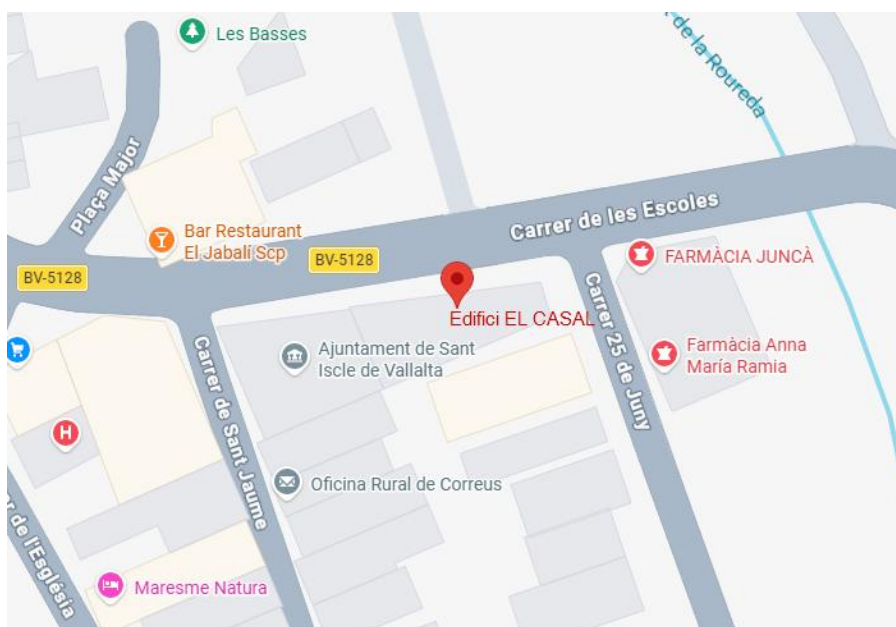 Les Basses
de la Roureda
Plaça Major
Carrer de les Escoles
Bar Restaurant
El Jabalí Scp
BV-5128
BV-5128
FARMÀCIA JUNCÀ
Edifici EL CASAL
Carrer 25 de Juny
Ajuntament de Sant
Iscle de Vallalta
Farmàcia Anna
María Ramia
Carrer de Sant Jaume
H
Oficina Rural de Correus
de l'Església
Maresme Natura